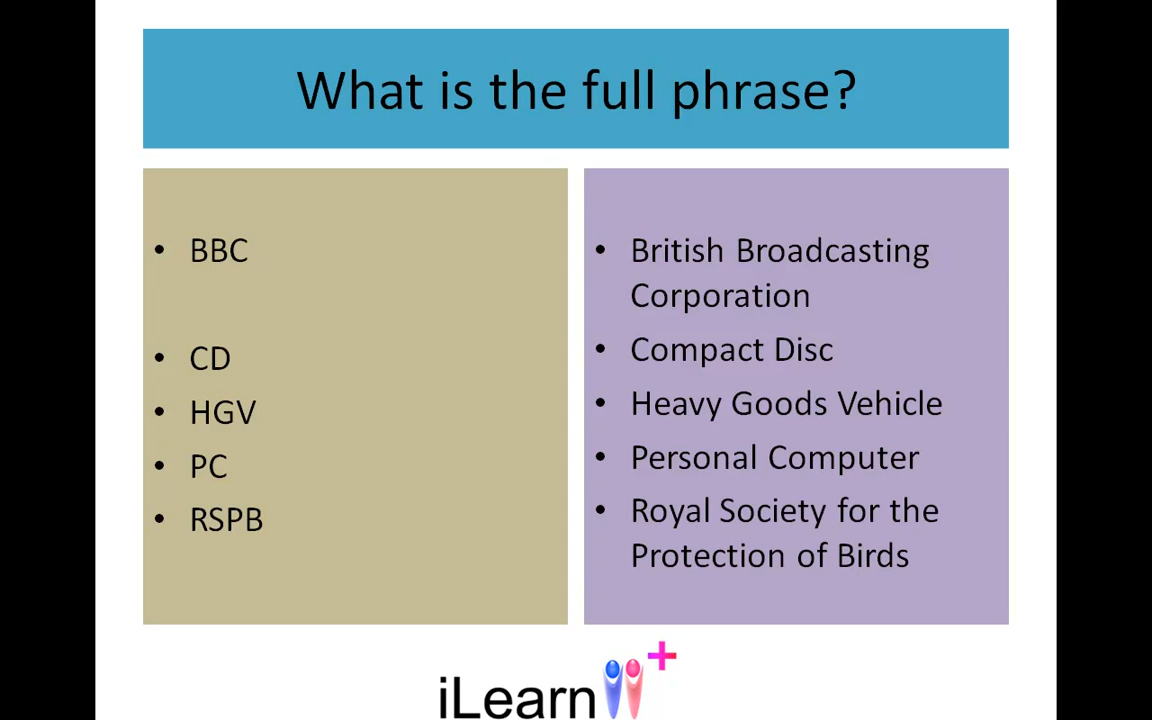 What is the full phrase?
• BBC
• CD
• HGV
• PC
• RSPB
• British Broadcasting
Corporation
• Compact Disc
• Heavy Goods Vehicle
• Personal Computer
• Royal Society for the
Protection of Birds
iLearn +